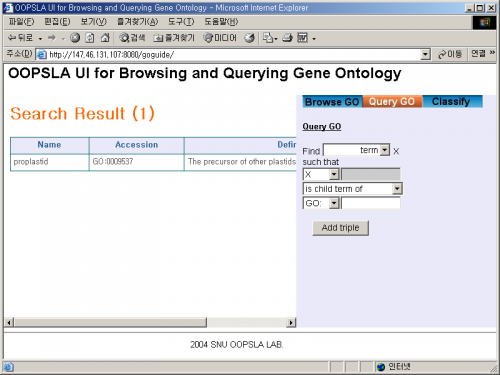 OOPSLA UI for Browsing and Querying Gene Ontology - Microsoft Internet Explorer
파일(F) 편집(E) 보기(V) 즐겨찾기(A) 도구(T) 도움말(H)
뒤로 검색 즐겨찾기 미디어
주소(D) http://147.46.131.107:8080/goguide/ 이동 연결 »
OOPSLA UI for Browsing and Querying Gene Ontology
Search Result (1)
Name Accession Defin
proplastid GO:0009537 The precursor of other plastids
Browse GO Query GO Classify
Query GO
Find term X
such that
X
is child term of
GO:
Add triple
2004 SNU OOPSLA LAB.
인터넷